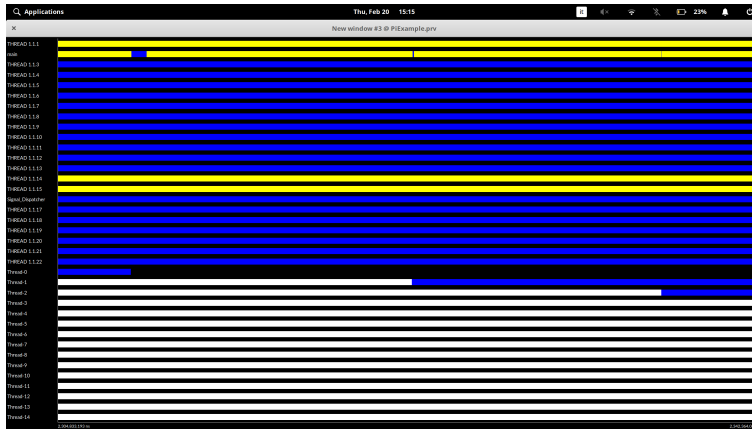 Applications
Thu, Feb 20 15:15
it
23%
×
New window #3 @ PiExample.prv
THREAD 1.1.1
main
THREAD 1.1.3
THREAD 1.1.4
THREAD 1.1.5
THREAD 1.1.6
THREAD 1.1.7
THREAD 1.1.8
THREAD 1.1.9
THREAD 1.1.10
THREAD 1.1.11
THREAD 1.1.12
THREAD 1.1.13
THREAD 1.1.14
THREAD 1.1.15
Signal_Dispatcher
THREAD 1.1.17
THREAD 1.1.18
THREAD 1.1.19
THREAD 1.1.20
THREAD 1.1.21
THREAD 1.1.22
Thread-0
Thread-1
Thread-2
Thread-3
Thread-4
Thread-5
Thread-6
Thread-7
Thread-8
Thread-9
Thread-10
Thread-11
Thread-12
Thread-13
Thread-14